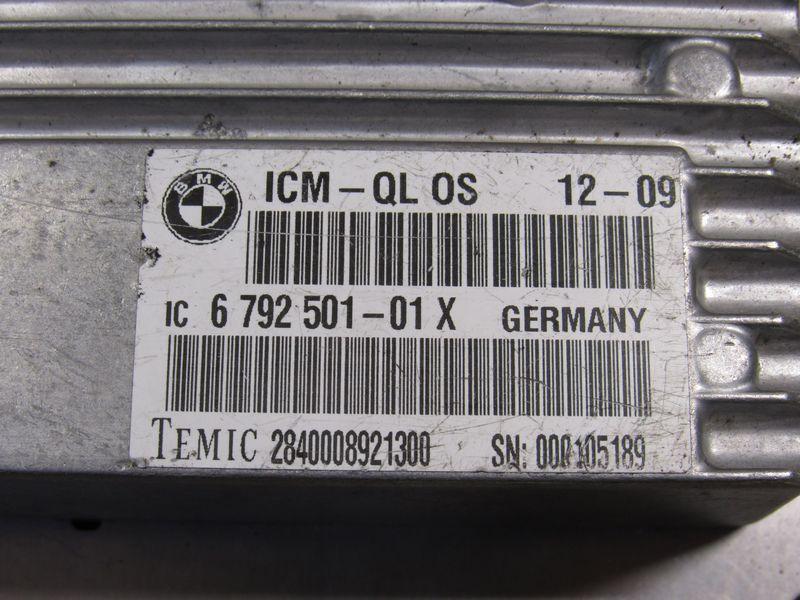 BMW
ICM-QL OS 12-09
IC 6 792 501-01 X GERMANY
TEMIC 2840008921300 SN: 000105189